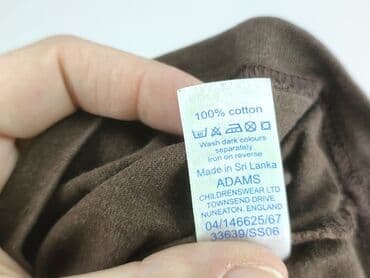 100% cotton
Wash dark colours
separately
Iron on reverse
Made in Sri Lanka
ADAMS
CHILDRENSWEAR LTD
TOWNSEND DRIVE
NUNEATON, ENGLAND
04/146625/67
33639/SS06